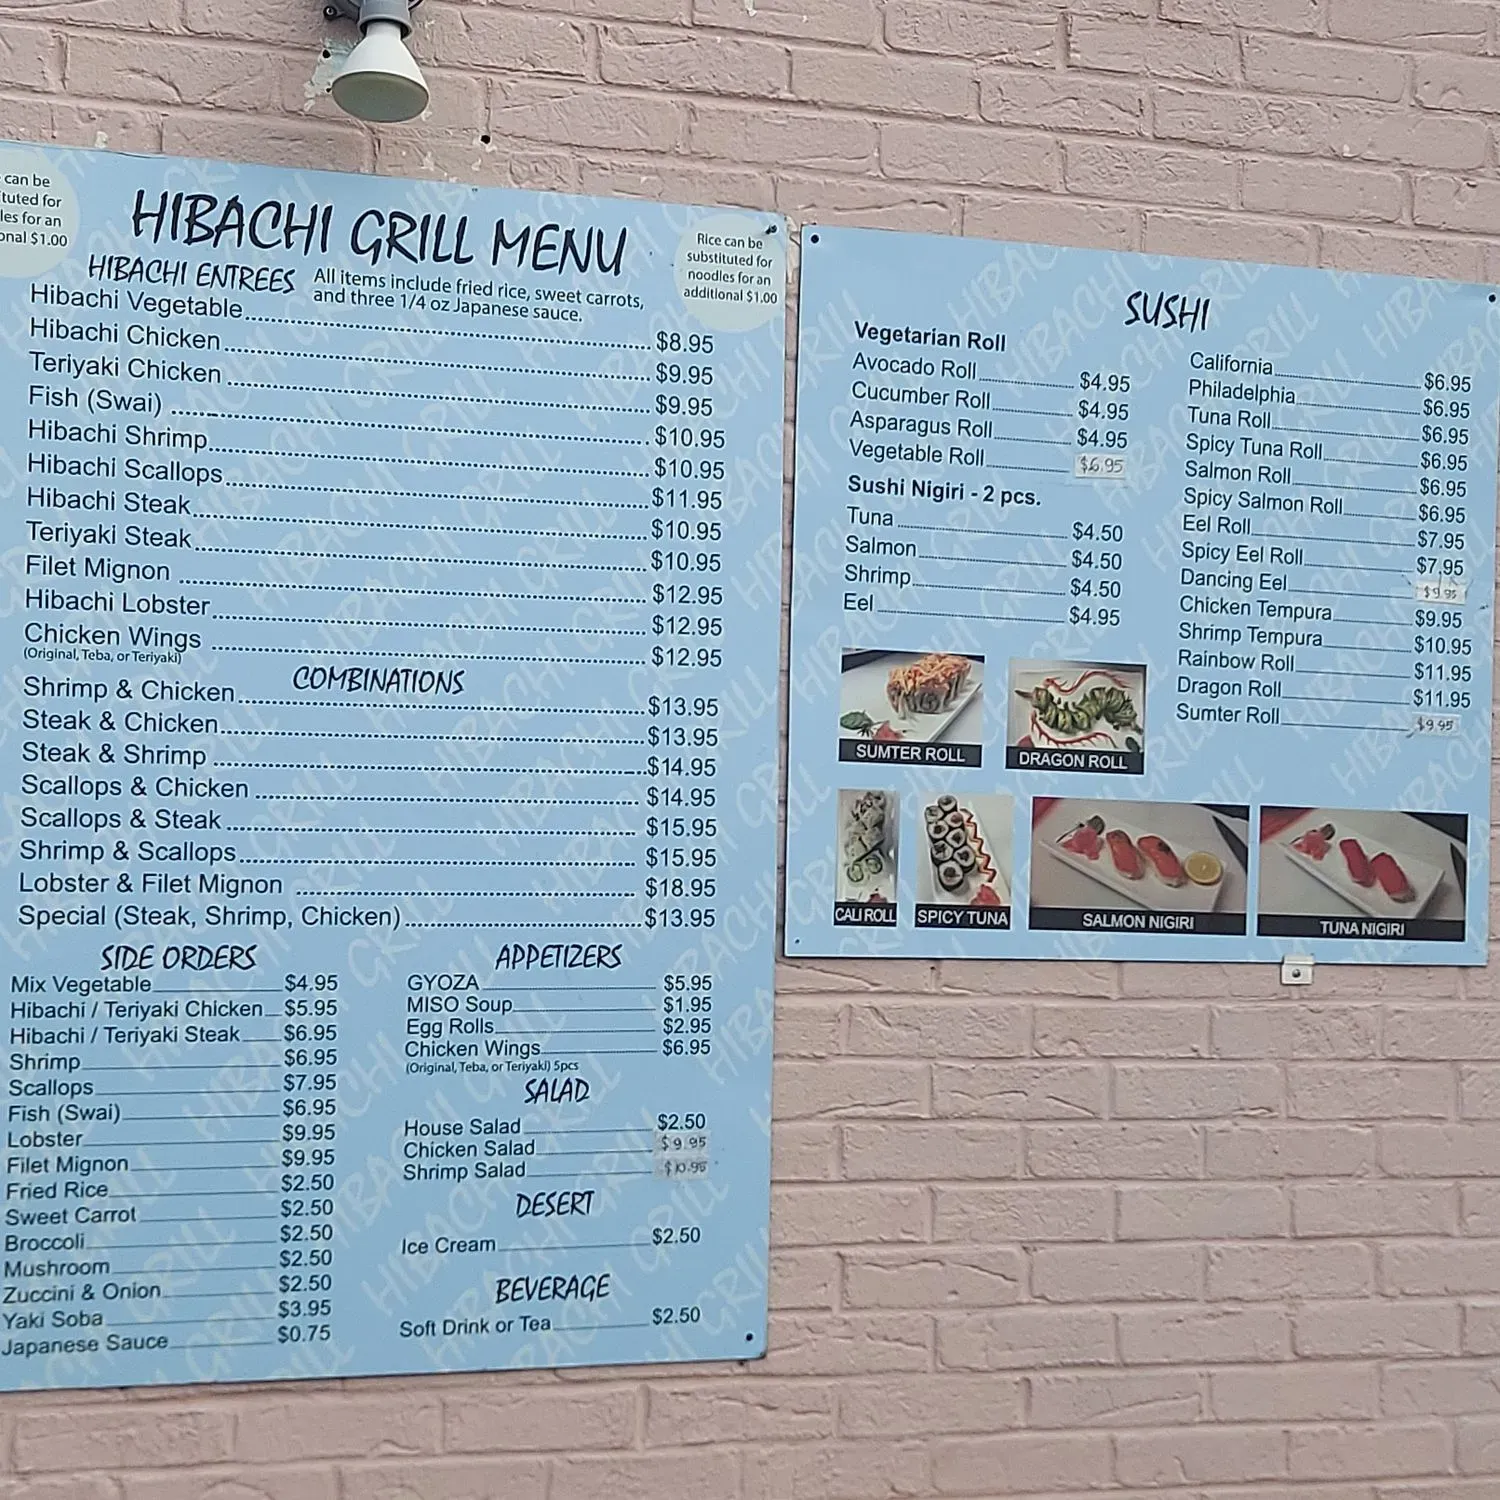 can be
tuted for
les for an
onal $1.00
HIBACHI GRILL MENU
Rice can be
substituted for
noodles for an
additional $1.00
HIBACHI ENTREES
All items include fried rice, sweet carrots,
and three 1/4 oz Japanese sauce.
Hibachi Vegetable $8.95
Hibachi Chicken $9.95
Teriyaki Chicken $9.95
Fish (Swai) $10.95
Hibachi Shrimp $10.95
Hibachi Scallops $11.95
Hibachi Steak $10.95
Teriyaki Steak $10.95
Filet Mignon $12.95
Hibachi Lobster $12.95
Chicken Wings $12.95
(Original, Teba, or Teriyaki)
COMBINATIONS
Shrimp & Chicken $13.95
Steak & Chicken $13.95
Steak & Shrimp $14.95
Scallops & Chicken $14.95
Scallops & Steak $15.95
Shrimp & Scallops $15.95
Lobster & Filet Mignon $18.95
Special (Steak, Shrimp, Chicken) $13.95
SIDE ORDERS
Mix Vegetable $4.95
Hibachi / Teriyaki Chicken $5.95
Hibachi / Teriyaki Steak $6.95
Shrimp $6.95
Scallops $7.95
Fish (Swai) $6.95
Lobster $9.95
Filet Mignon $9.95
Fried Rice $2.50
Sweet Carrot $2.50
Broccoli $2.50
Mushroom $2.50
Zuccini & Onion $2.50
Yaki Soba $3.95
Japanese Sauce $0.75
APPETIZERS
GYOZA $5.95
MISO Soup $1.95
Egg Rolls $2.95
Chicken Wings $6.95
(Original, Teba, or Teriyaki) 5pcs
SALAD
House Salad $2.50
Chicken Salad $9.95
Shrimp Salad $10.95
DESERT
Ice Cream $2.50
BEVERAGE
Soft Drink or Tea $2.50
SUSHI
Vegetarian Roll
Avocado Roll $4.95
Cucumber Roll $4.95
Asparagus Roll $4.95
Vegetable Roll $6.95
Sushi Nigiri - 2 pcs.
Tuna $4.50
Salmon $4.50
Shrimp $4.50
Eel $4.95
California $6.95
Philadelphia $6.95
Tuna Roll $6.95
Spicy Tuna Roll $6.95
Salmon Roll $6.95
Spicy Salmon Roll $6.95
Eel Roll $7.95
Spicy Eel Roll $7.95
Dancing Eel $9.95
Chicken Tempura $9.95
Shrimp Tempura $10.95
Rainbow Roll $11.95
Dragon Roll $11.95
Sumter Roll $9.95
SUMTER ROLL
DRAGON ROLL
CALI ROLL
SPICY TUNA
SALMON NIGIRI
TUNA NIGIRI